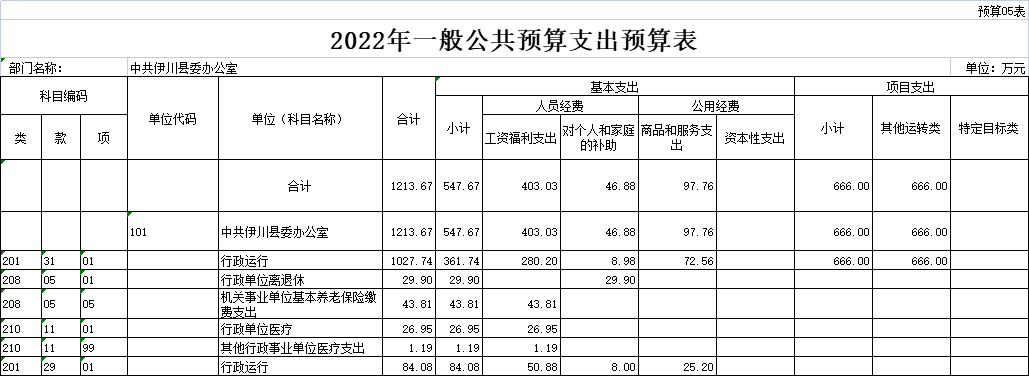 预算05表
2022年一般公共预算支出预算表
部门名称： 中共伊川县委办公室 单位：万元
科目编码 单位代码 单位（科目名称） 合计 基本支出 项目支出
小计 人员经费 公用经费 小计 其他运转类 特定目标类
类 款 项 工资福利支出 对个人和家庭的补助 商品和服务支出 资本性支出
合计 1213.67 547.67 403.03 46.88 97.76 666.00 666.00
101 中共伊川县委办公室 1213.67 547.67 403.03 46.88 97.76 666.00 666.00
201 31 01 行政运行 1027.74 361.74 280.20 8.98 72.56 666.00 666.00
208 05 01 行政单位离退休 29.90 29.90 29.90
208 05 05 机关事业单位基本养老保险缴费支出 43.81 43.81 43.81
210 11 01 行政单位医疗 26.95 26.95 26.95
210 11 99 其他行政事业单位医疗支出 1.19 1.19 1.19
201 29 01 行政运行 84.08 84.08 50.88 8.00 25.20